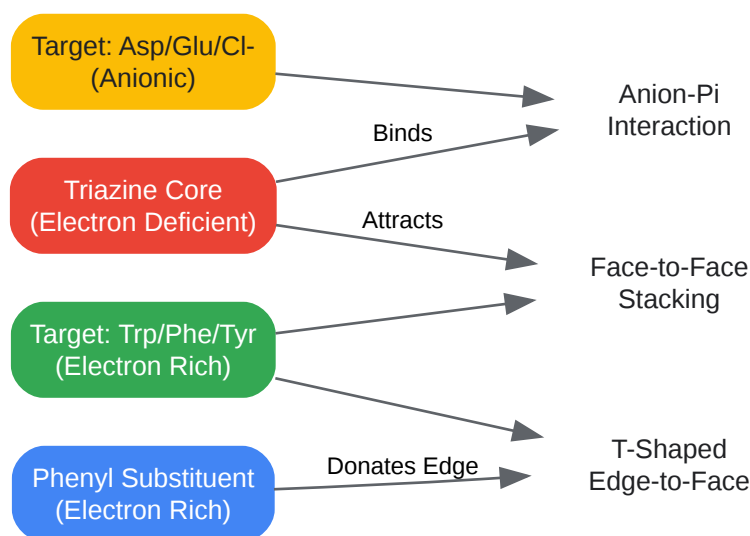 Target: Asp/Glu/Cl-
(Anionic)
Anion-Pi
Interaction
Binds
Triazine Core
(Electron Deficient)
Attracts
Face-to-Face
Stacking
Target: Trp/Phe/Tyr
(Electron Rich)
T-Shaped
Edge-to-Face
Donates Edge
Phenyl Substituent
(Electron Rich)